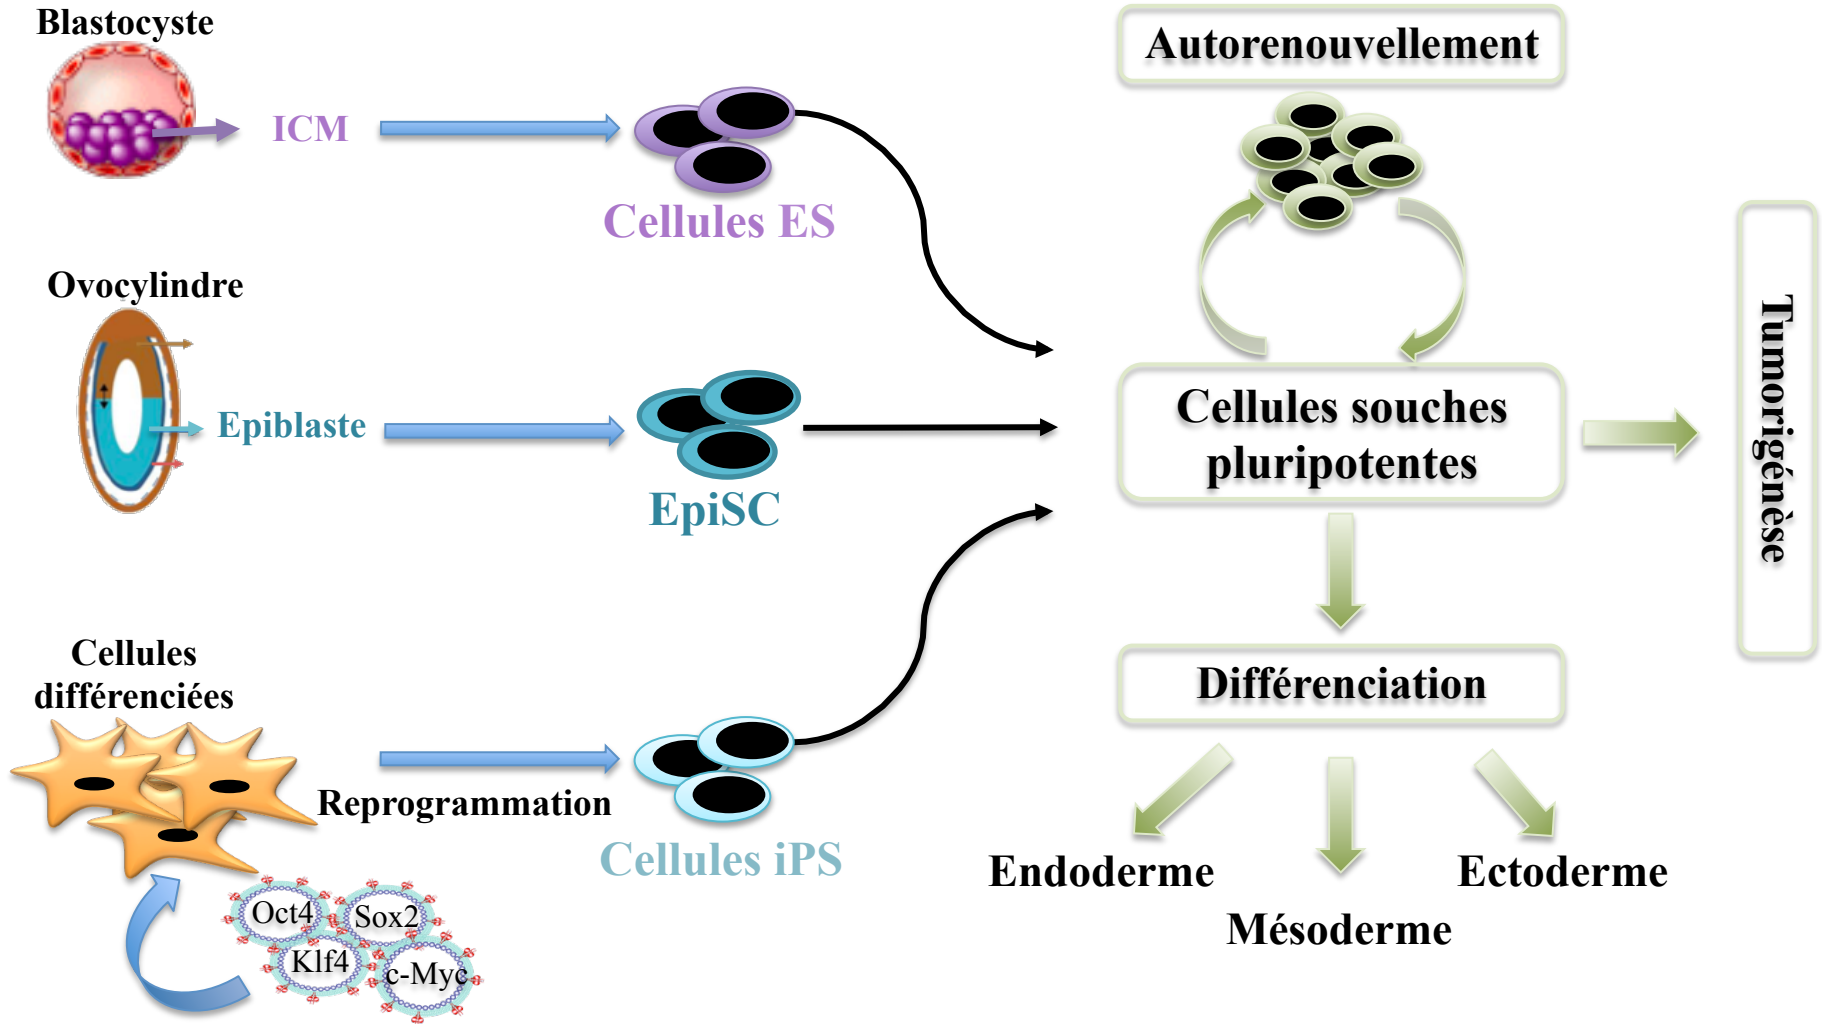 Blastocyste
ICM
Cellules ES
Ovocylindre
Epiblaste
EpiSC
Cellules
différenciées
Reprogrammation
Cellules iPS
Oct4
Sox2
Klf4
c-Myc
Autorenouvellement
Cellules souches
pluripotentes
Tumorigénèse
Différenciation
Endoderme
Mésoderme
Ectoderme